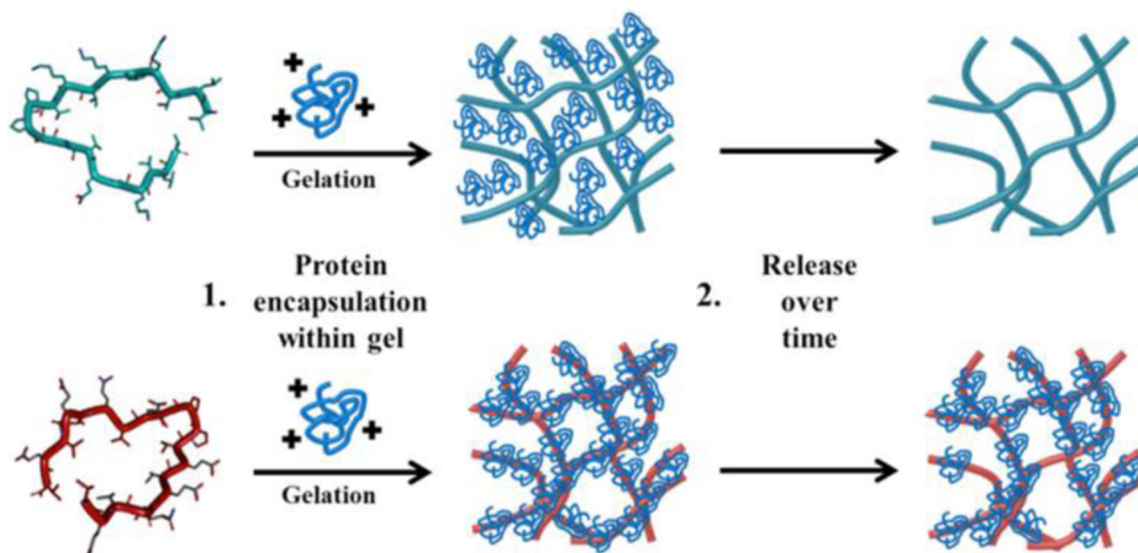 +
+ +
Gelation
1. Protein
encapsulation
within gel
2. Release
over
time
+
+ +
Gelation